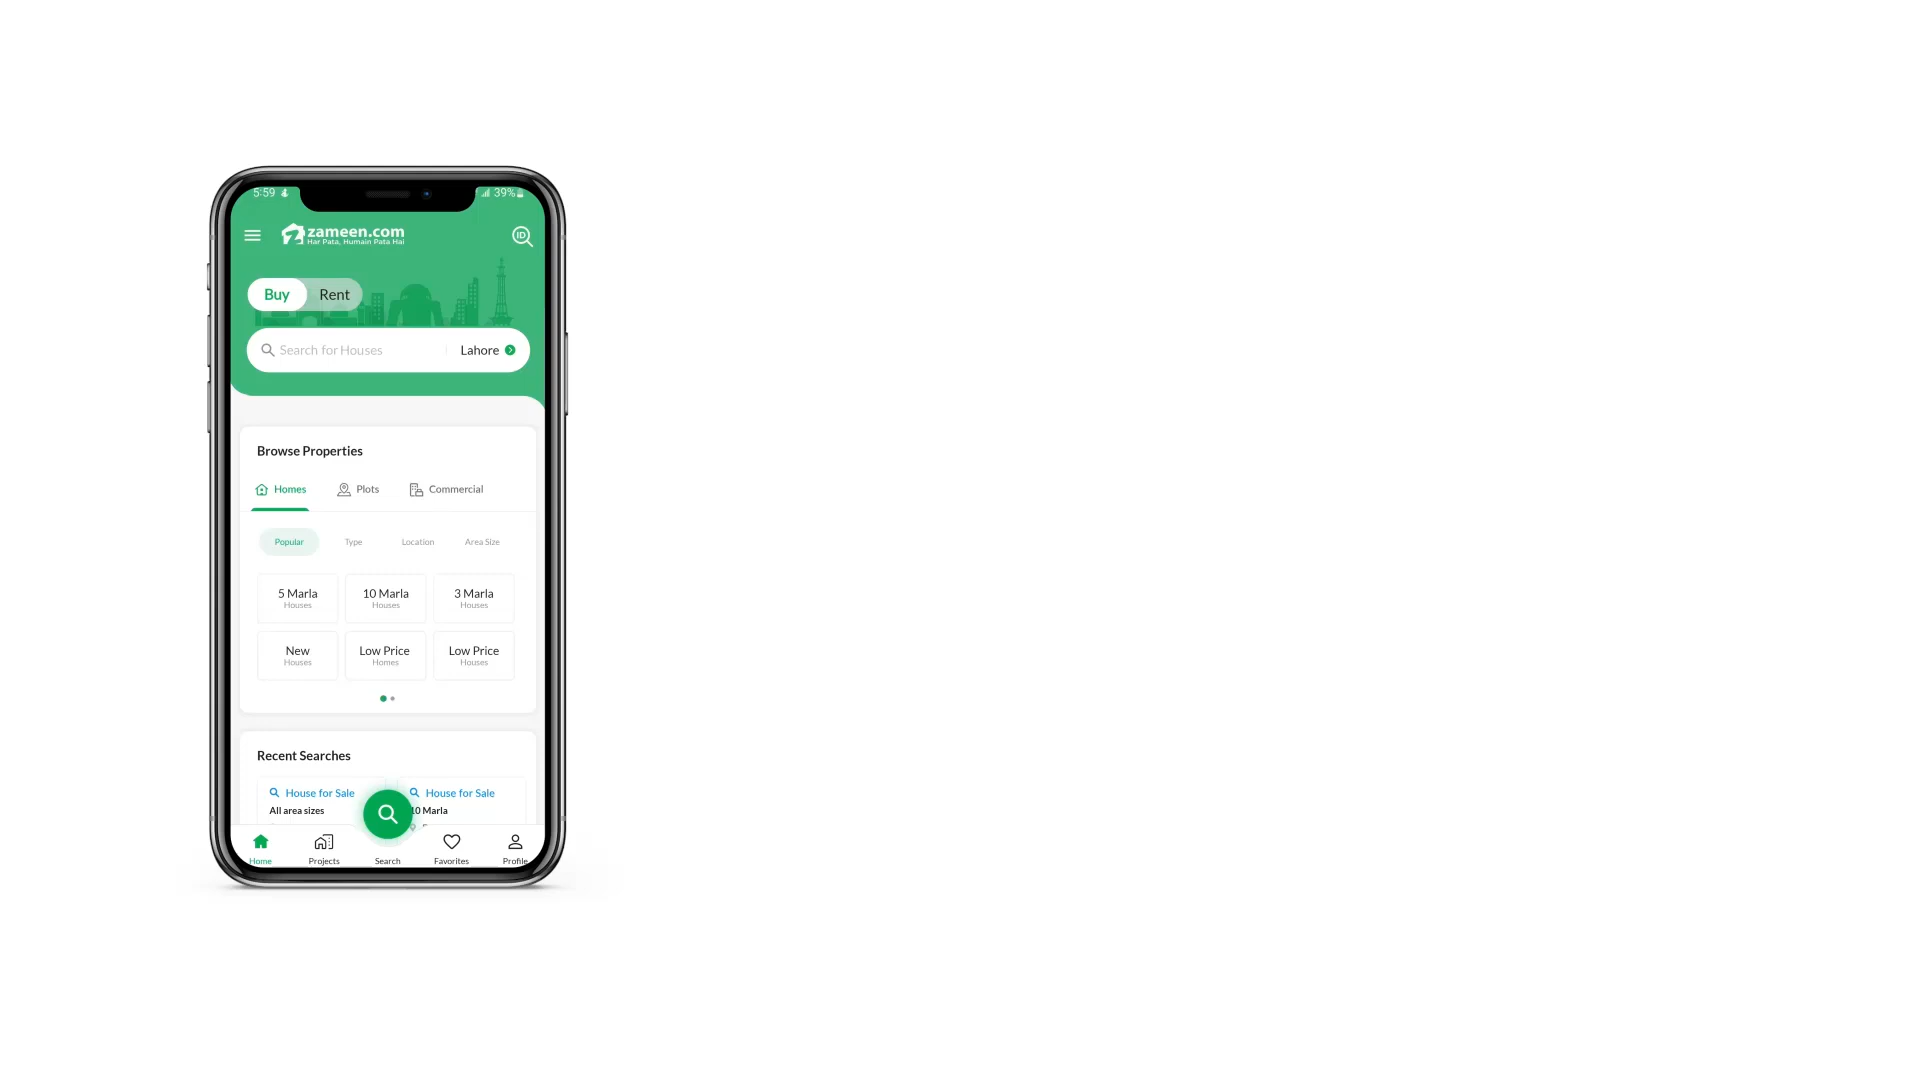 5:59
39%
zameen.com
Har Pata, Humain Pata Hai
ID
Buy
Rent
Search for Houses
Lahore
Browse Properties
Homes
Plots
Commercial
Popular
Type
Location
Area Size
5 Marla
Houses
10 Marla
Houses
3 Marla
Houses
New
Houses
Low Price
Homes
Low Price
Houses
Recent Searches
House for Sale
All area sizes
House for Sale
10 Marla
Home
Projects
Search
Favorites
Profile